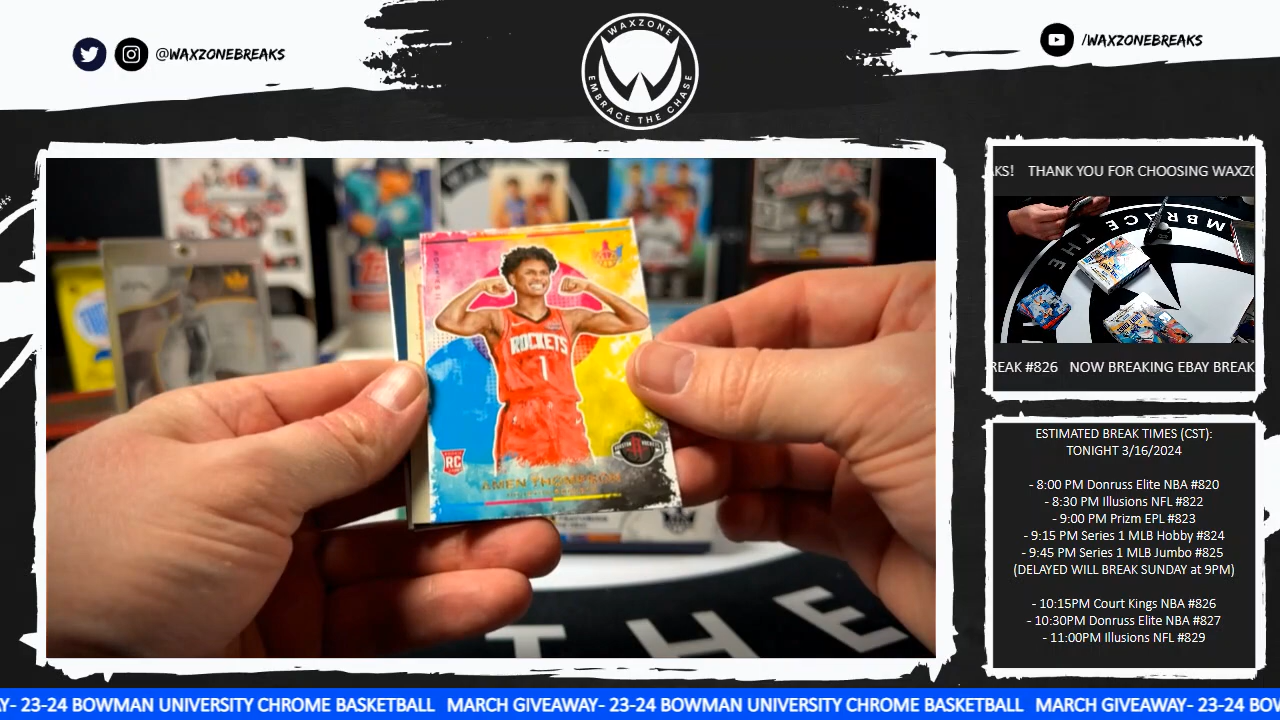 @WAXZONEBREAKS
WAXZONE
EMBRACE THE CHASE
/WAXZONEBREAKS
KS! THANK YOU FOR CHOOSING WAXZO
EMBRACE
THE
REAK #826 NOW BREAKING EBAY BREAK
ROCKETS
1
RC
AMEN THOMPSON
THE
ESTIMATED BREAK TIMES (CST):
TONIGHT 3/16/2024
- 8:00 PM Donruss Elite NBA #820
- 8:30 PM Illusions NFL #822
- 9:00 PM Prizm EPL #823
- 9:15 PM Series 1 MLB Hobby #824
- 9:45 PM Series 1 MLB Jumbo #825
(DELAYED WILL BREAK SUNDAY at 9PM)
- 10:15PM Court Kings NBA #826
- 10:30PM Donruss Elite NBA #827
- 11:00PM Illusions NFL #829
Y- 23-24 BOWMAN UNIVERSITY CHROME BASKETBALL MARCH GIVEAWAY- 23-24 BOWMAN UNIVERSITY CHROME BASKETBALL MARCH GIVEAWAY- 23-24 BOW